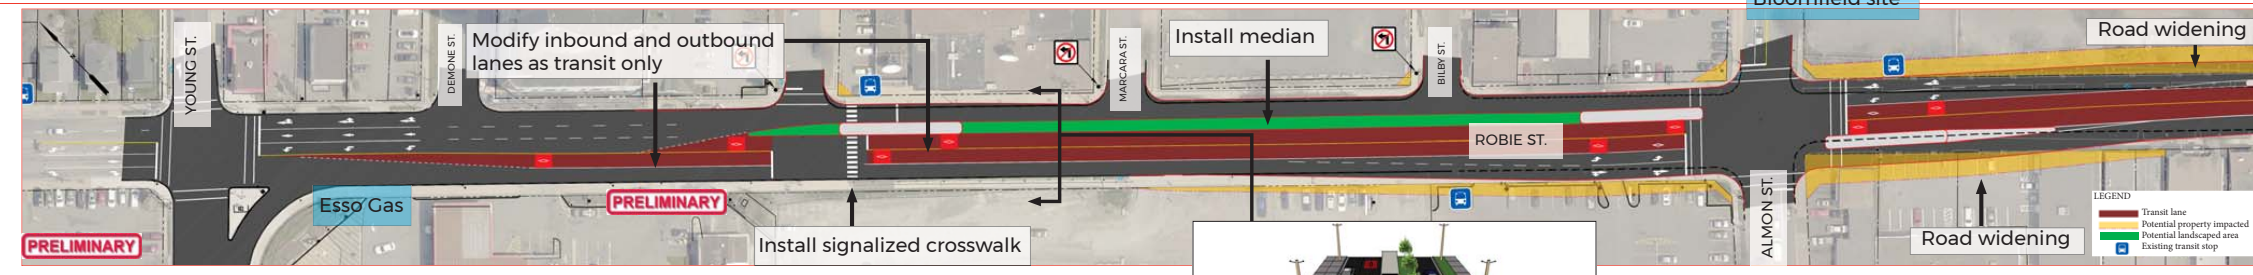 Bloomfield site
Road widening
YOUNG ST.
DEMONE ST.
Modify inbound and outbound
lanes as transit only
MARCARA ST.
Install median
BILBY ST.
ROBIE ST.
Esso Gas
PRELIMINARY
PRELIMINARY
Install signalized crosswalk
ALMON ST.
Road widening
LEGEND
Transit lane
Potential property impacted
Potential landscaped area
Existing transit stop